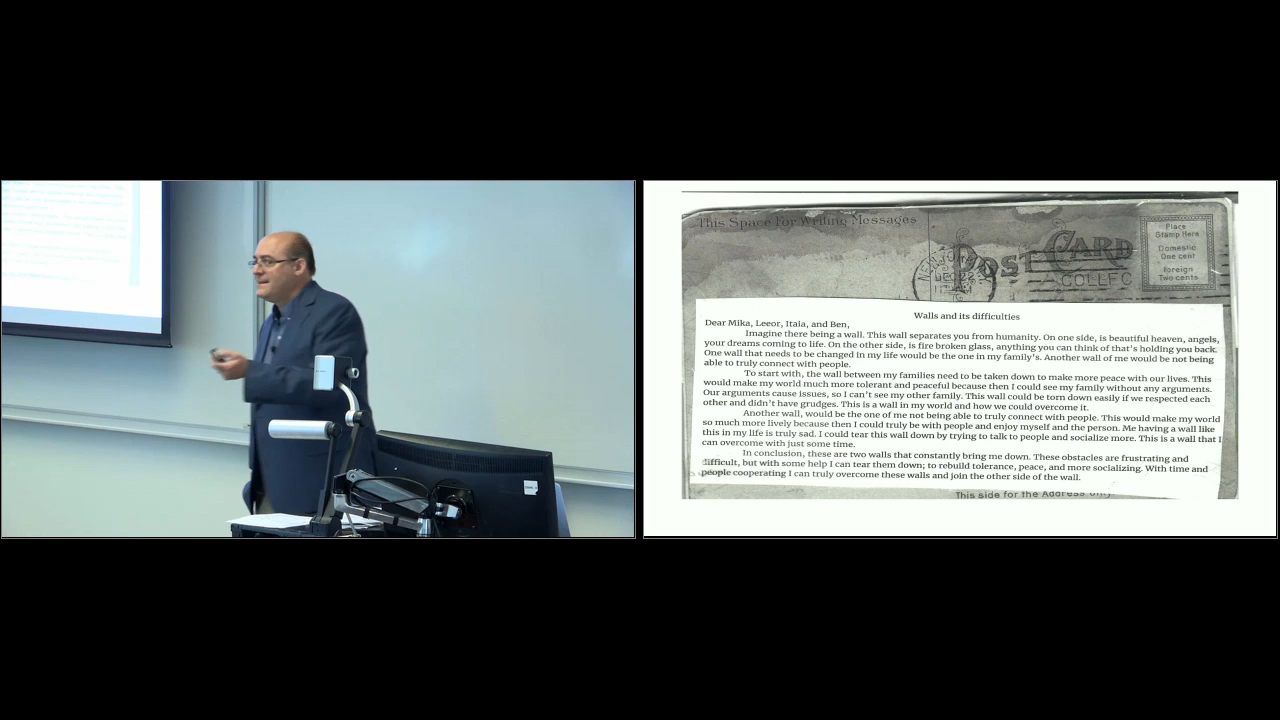 This Space For Writing Messages
Place
Stamp Here
Domestic
One cent
Foreign
Two cents
POST CARD
DEC 22
COLLEC
Walls and its difficulties
Dear Mika, Leeor, Itaia, and Ben,
Imagine there being a wall. This wall separates you from humanity. On one side, is beautiful heaven, angels,
your dreams coming to life. On the other side, is fire broken glass, anything you can think of that's holding you back.
One wall that needs to be changed in my life would be the one in my family's. Another wall of me would be not being
able to truly connect with people.
To start with, the wall between my families need to be taken down to make more peace with our lives. This
would make my world much more tolerant and peaceful because then I could see my family without any arguments.
Our arguments cause issues, so I can't see my other family. This wall could be torn down easily if we respected each
other and didn't have grudges. This is a wall in my world and how we could overcome it.
Another wall, would be the one of me not being able to truly connect with people. This would make my world
so much more lively because then I could truly be with people and enjoy myself and the person. Me having a wall like
this in my life is truly sad. I could tear this wall down by trying to talk to people and socialize more. This is a wall that I
can overcome with just some time.
In conclusion, these are two walls that constantly bring me down. These obstacles are frustrating and
difficult, but with some help I can tear them down; to rebuild tolerance, peace, and more socializing. With time and
people cooperating I can truly overcome these walls and join the other side of the wall.
This side for the Address only